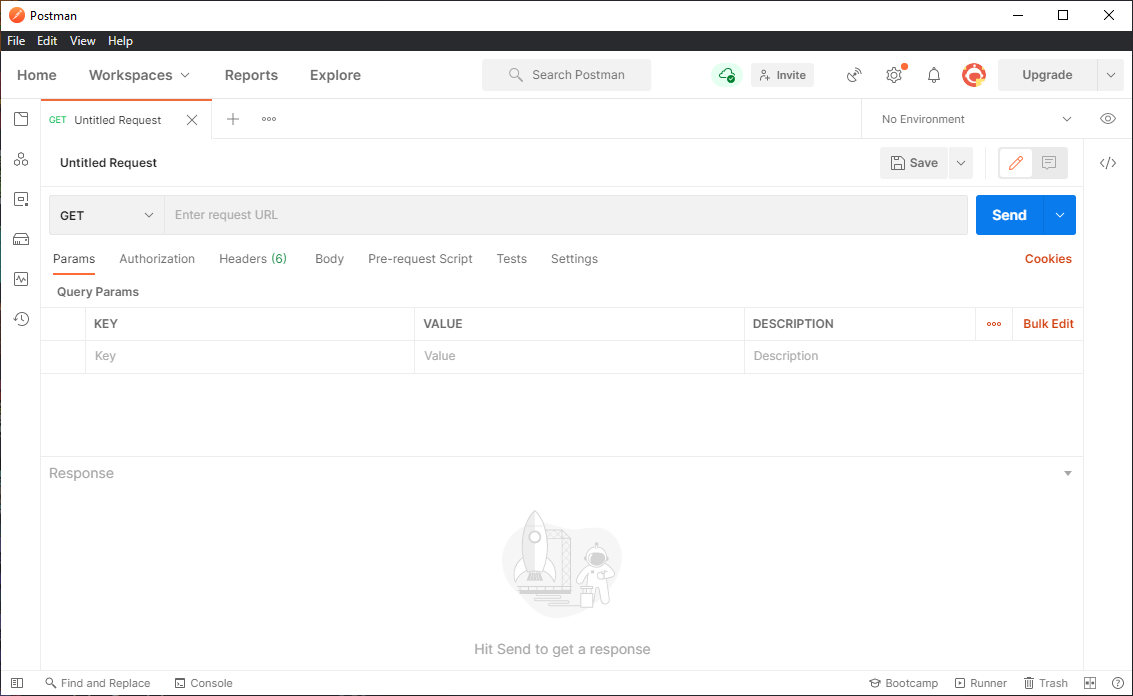 Postman
File Edit View Help
Home Workspaces Reports Explore Search Postman Invite Upgrade
GET Untitled Request No Environment
Untitled Request Save
GET Enter request URL Send
Params Authorization Headers (6) Body Pre-request Script Tests Settings Cookies
Query Params
KEY VALUE DESCRIPTION Bulk Edit
Key Value Description
Response
Hit Send to get a response
Find and Replace Console Bootcamp Runner Trash